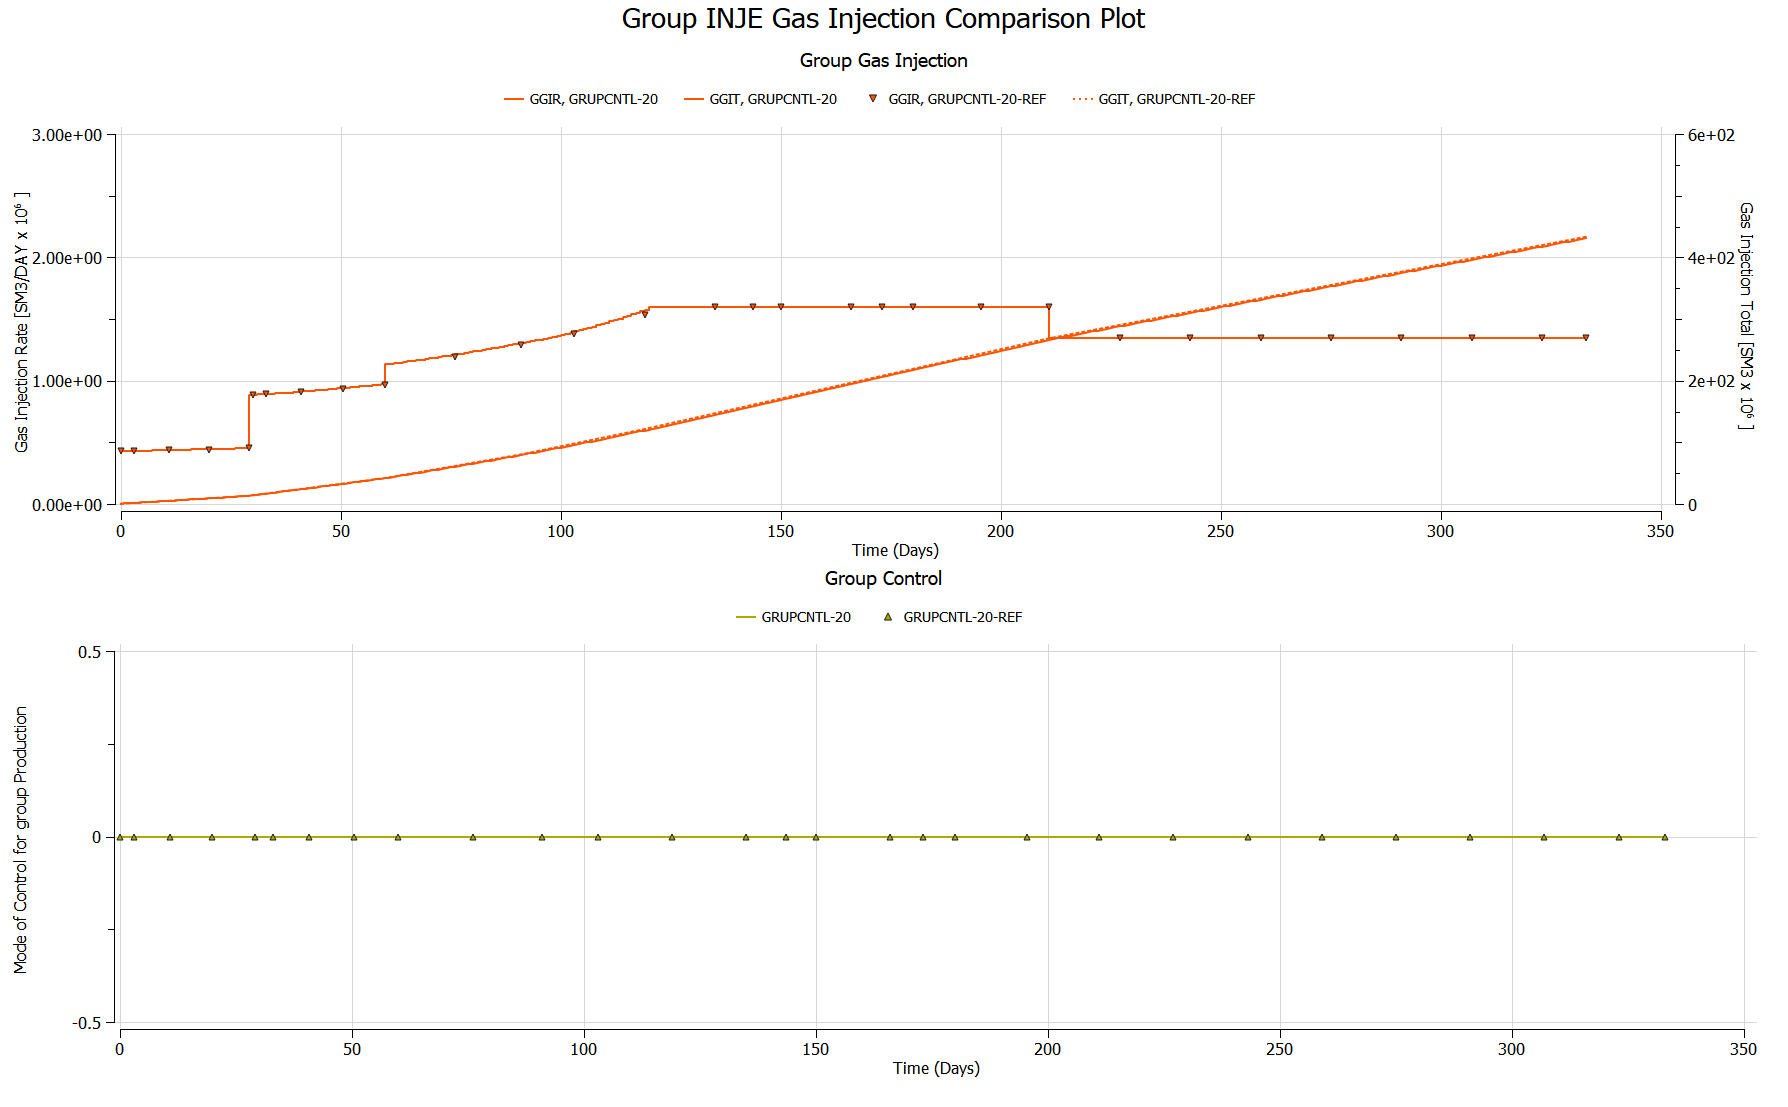 Group INJE Gas Injection Comparison Plot
Group Gas Injection
GGIR, GRUPCNTL-20 GGIT, GRUPCNTL-20 GGIR, GRUPCNTL-20-REF GGIT, GRUPCNTL-20-REF
Gas Injection Rate [SM3/DAY x 10⁶ ]
3.00e+00
2.00e+00
1.00e+00
0.00e+00
6e+02
4e+02
2e+02
0
Gas Injection Total [SM3 x 10⁶ ]
0 50 100 150 200 250 300 350
Time (Days)
Group Control
GRUPCNTL-20 GRUPCNTL-20-REF
Mode of Control for group Production
0.5
0
-0.5
0 50 100 150 200 250 300 350
Time (Days)